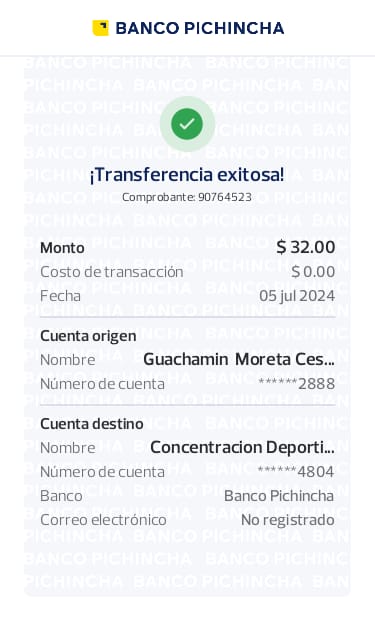 BANCO PICHINCHA
¡Transferencia exitosa!
Comprobante: 90764523
Monto $ 32.00
Costo de transacción $ 0.00
Fecha 05 jul 2024
Cuenta origen
Nombre Guachamin Moreta Ces...
Número de cuenta ******2888
Cuenta destino
Nombre Concentracion Deporti...
Número de cuenta ******4804
Banco Banco Pichincha
Correo electrónico No registrado